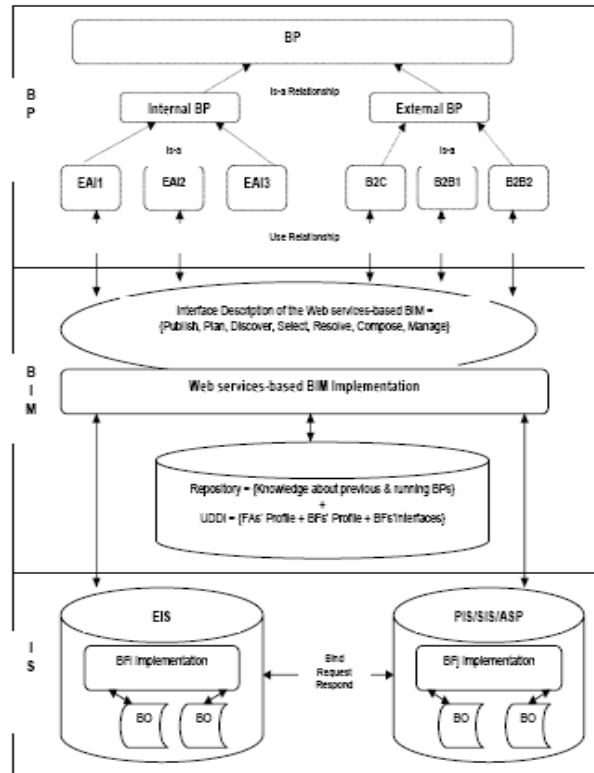 BP
B
P
Is-a Relationship
Internal BP
External BP
Is-a
Is-a
EAI1
EAI2
EAI3
B2C
B2B1
B2B2
Use Relationship
Interface Description of the Web services-based BIM =
{Publish, Plan, Discover, Select, Resolve, Compose, Manage}
B
I
M
Web services-based BIM Implementation
Repository = {Knowledge about previous & running BPs}
+
UDDI = {FAs' Profile + BFs' Profile + BFs'Interfaces}
I
S
EIS
PIS/SIS/ASP
BFi Implementation
Bind
Request
Respond
BFj Implementation
BO
BO
BO
BO